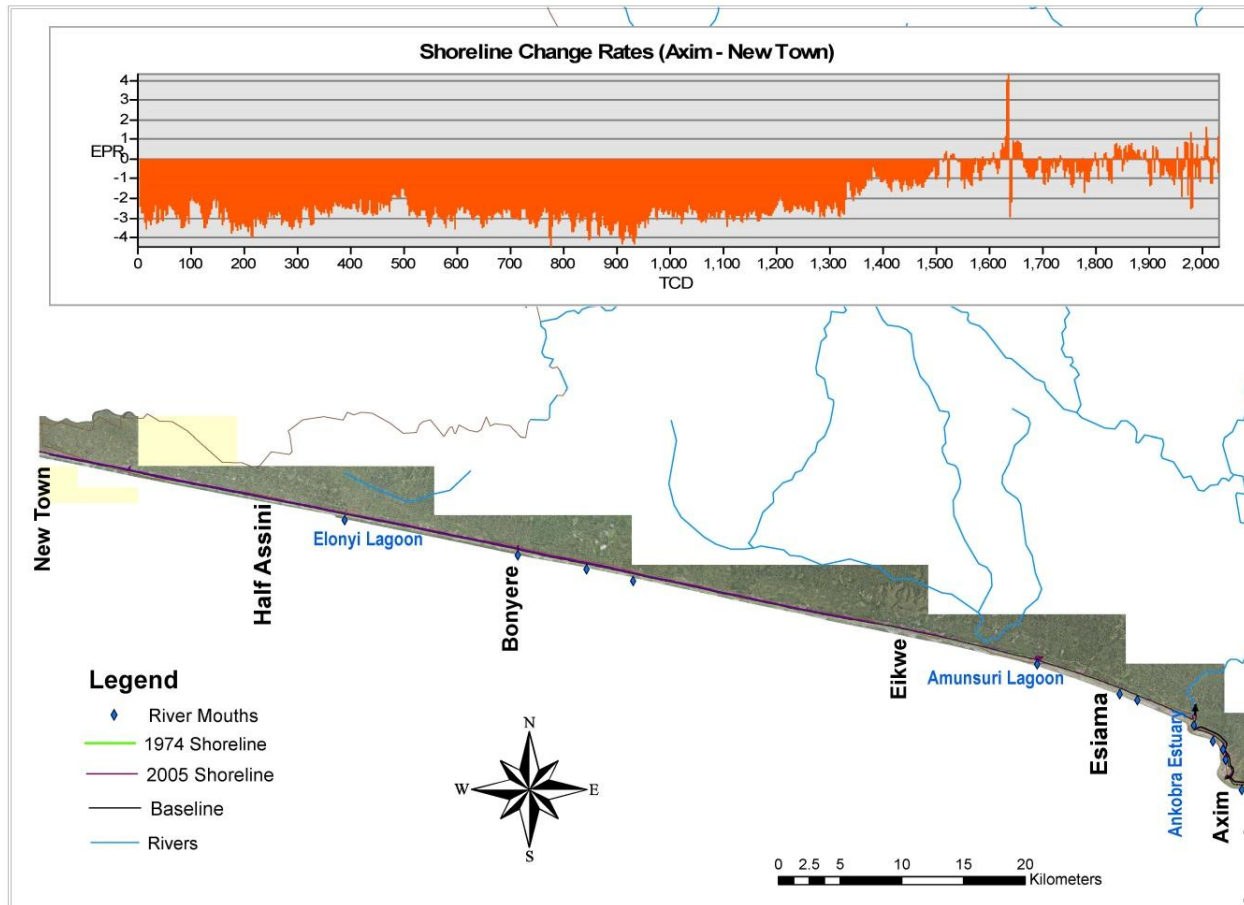 Shoreline Change Rates (Axim - New Town)
4
3
2
1
0
-1
-2
-3
-4
EPR
0 100 200 300 400 500 600 700 800 900 1,000 1,100 1,200 1,300 1,400 1,500 1,600 1,700 1,800 1,900 2,000
TCD
New Town
Half Assini
Elonyi Lagoon
Bonyere
Eikwe
Amunsuri Lagoon
Esiama
Ankobra Estuary
Axim
Legend
River Mouths
1974 Shoreline
2005 Shoreline
Baseline
Rivers
N
W E
S
0 2.5 5 10 15 20
Kilometers